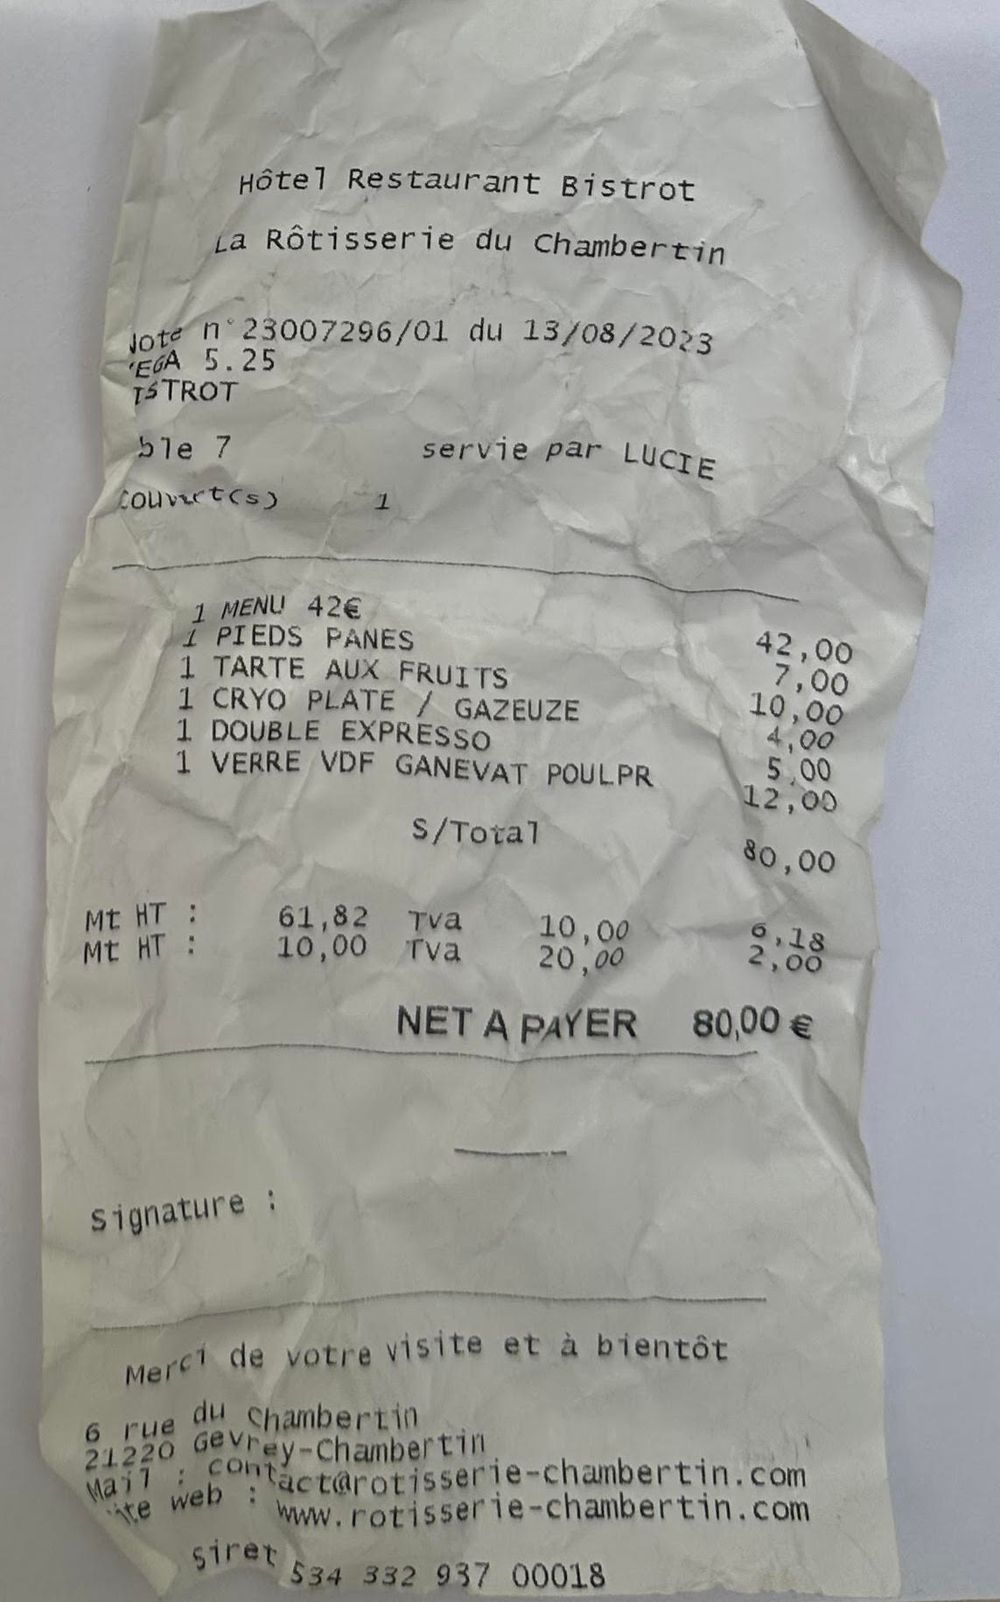 Hôtel Restaurant Bistrot
La Rôtisserie du Chambertin
Note n°23007296/01 du 13/08/2023
EGA 5.25
ISTROT
ble 7 servie par LUCIE
couvert(s) 1
1 MENU 42€ 42,00
1 PIEDS PANES 7,00
1 TARTE AUX FRUITS 10,00
1 CRYO PLATE / GAZEUZE 4,00
1 DOUBLE EXPRESSO 5,00
1 VERRE VDF GANEVAT POULPR 12,00
S/Total 80,00
Mt HT : 61,82 Tva 10,00 6,18
Mt HT : 10,00 Tva 20,00 2,00
NET A PAYER 80,00 €
Signature :
Merci de votre visite et à bientôt
6 rue du Chambertin
21220 Gevrey-Chambertin
Mail : contact@rotisserie-chambertin.com
ite web : www.rotisserie-chambertin.com
Siret 534 332 937 00018